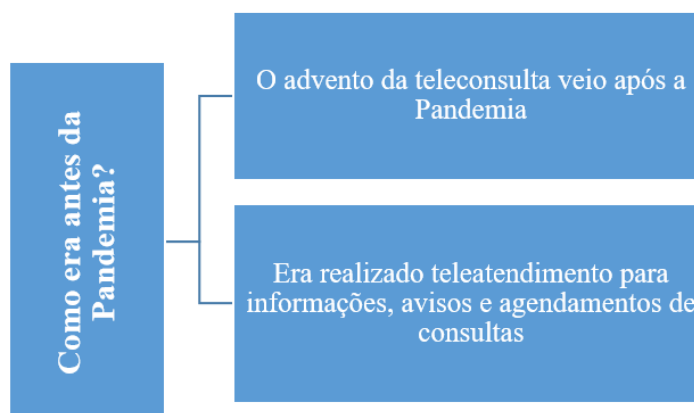 Como era antes da
Pandemia?
O advento da teleconsulta veio após a
Pandemia
Era realizado teleatendimento para
informações, avisos e agendamentos de
consultas